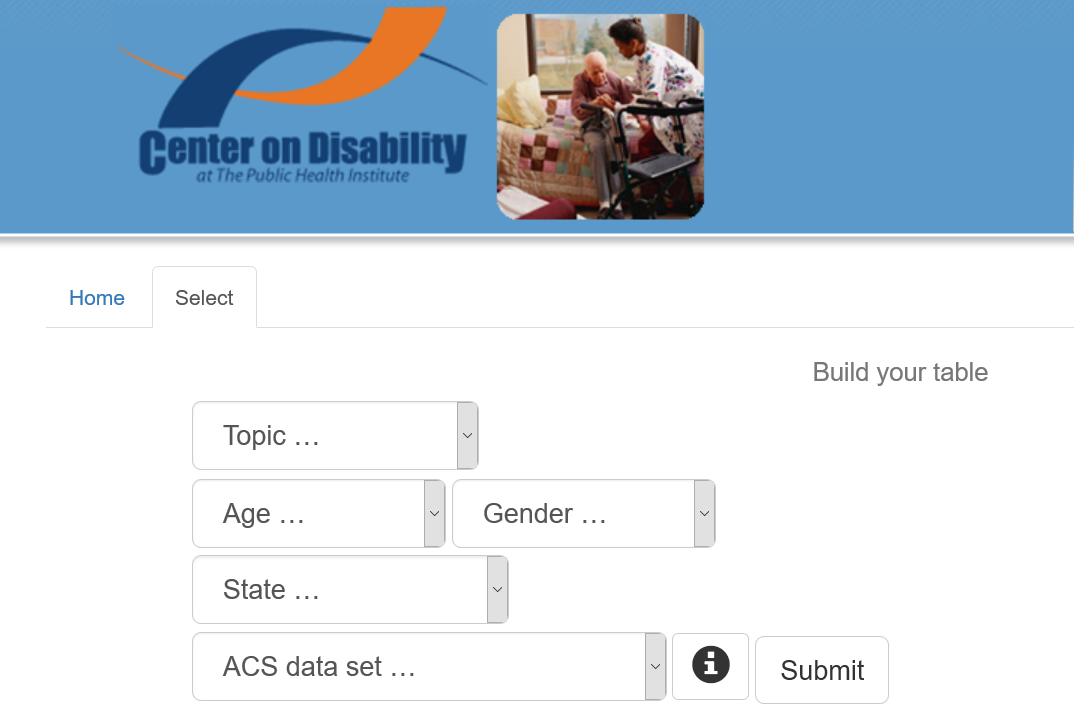 Center on Disability
at The Public Health Institute
Home Select
Build your table
Topic …
Age … Gender …
State …
ACS data set … Submit